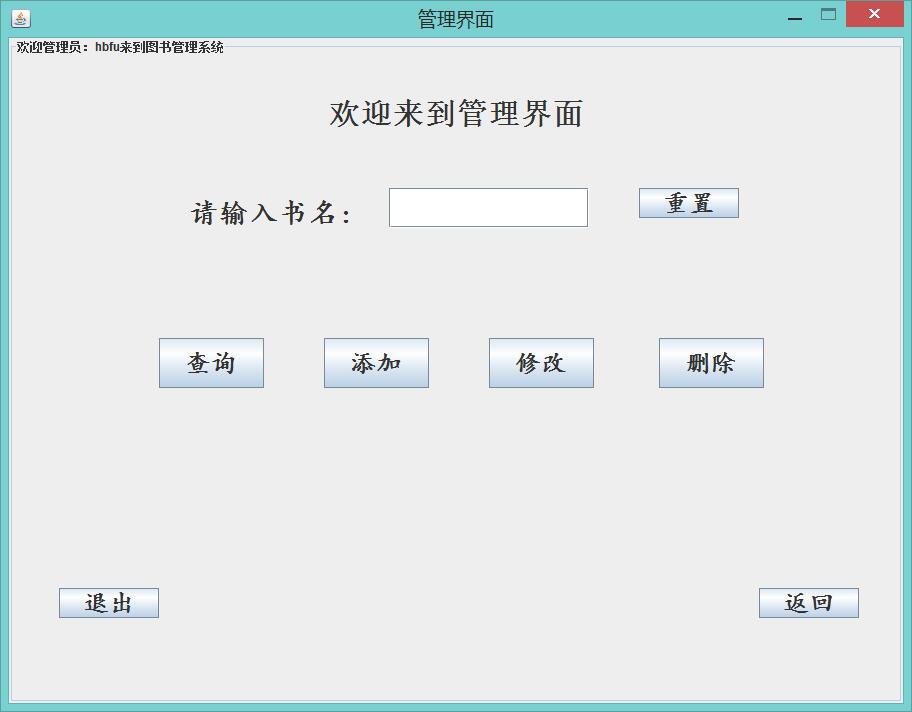 管理界面
欢迎管理员：hbfu来到图书管理系统
欢迎来到管理界面
请输入书名：
重置
查询 添加 修改 删除
退出 返回